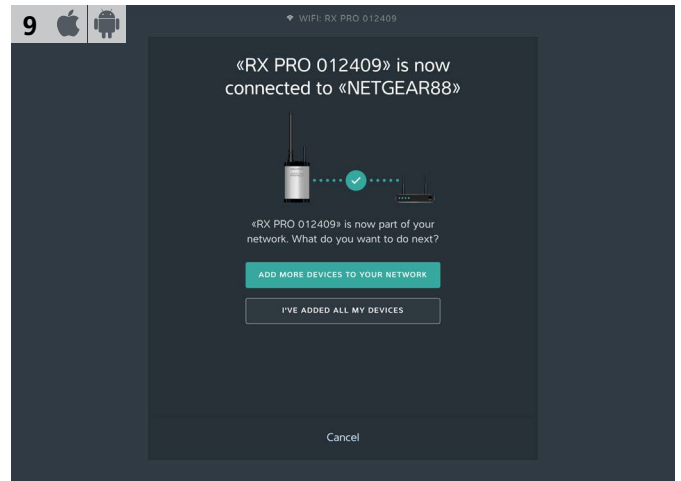 9
WIFI: RX PRO 012409
«RX PRO 012409» is now
connected to «NETGEAR88»
«RX PRO 012409» is now part of your
network. What do you want to do next?
ADD MORE DEVICES TO YOUR NETWORK
I'VE ADDED ALL MY DEVICES
Cancel